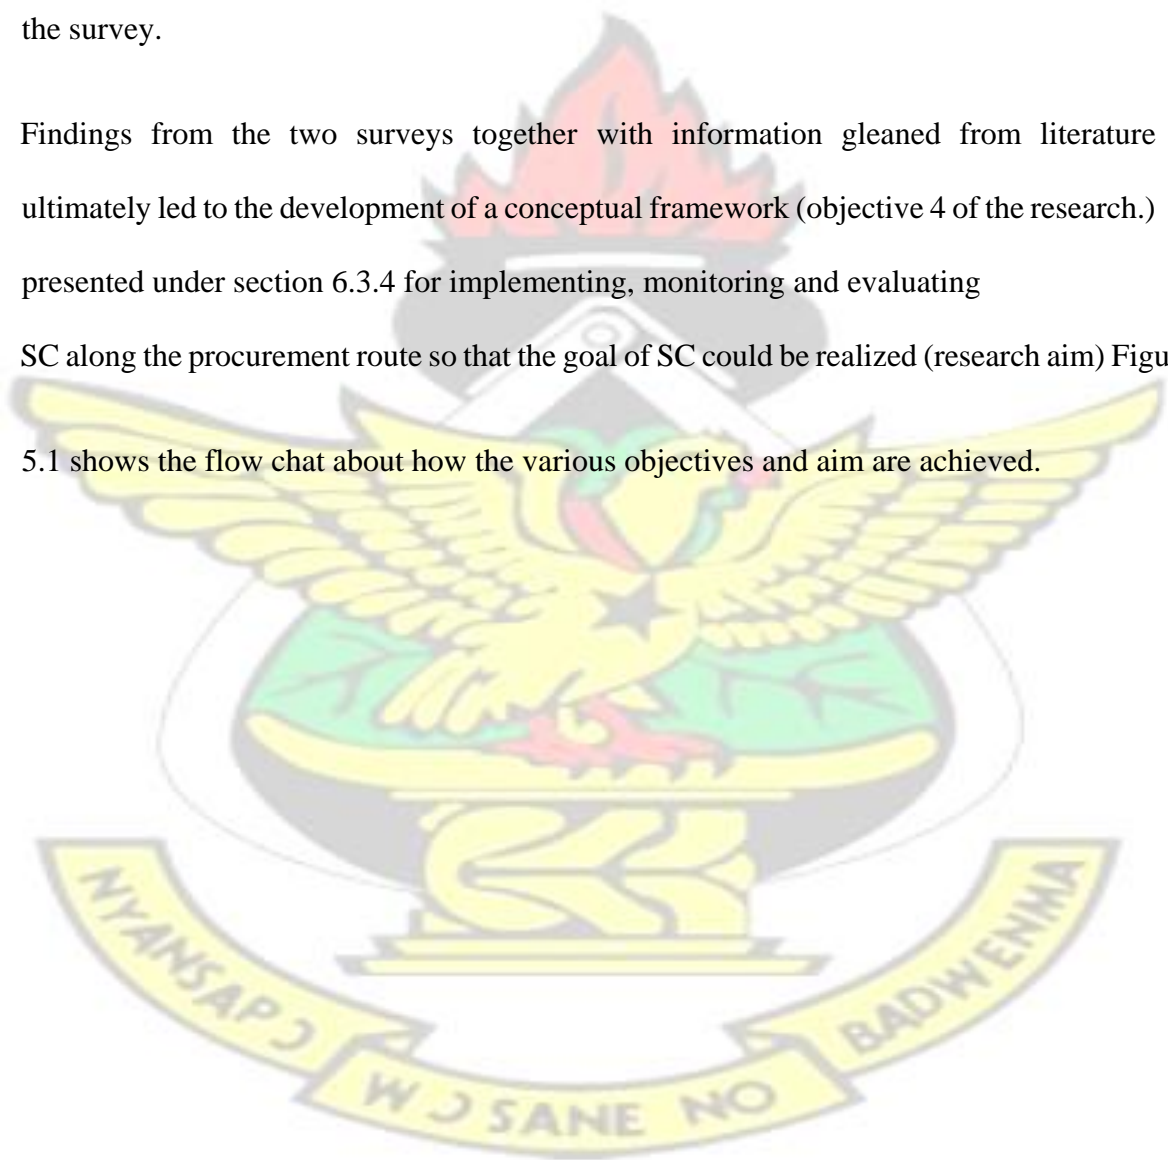 the survey.
Findings from the two surveys together with information gleaned from literature
ultimately led to the development of a conceptual framework (objective 4 of the research.)
presented under section 6.3.4 for implementing, monitoring and evaluating
SC along the procurement route so that the goal of SC could be realized (research aim) Figu
5.1 shows the flow chat about how the various objectives and aim are achieved.
NYANSAPƆ
WƆ SANE NO
BADWENMA